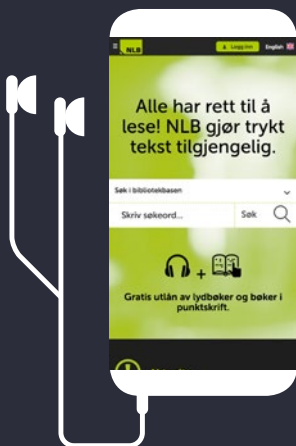 NLB
Logg inn
English
Alle har rett til å
lese! NLB gjør trykt
tekst tilgjengelig.
Søk i bibliotekbasen
Skriv søkeord...
Søk
Gratis utlån av lydbøker og bøker i
punktskrift.